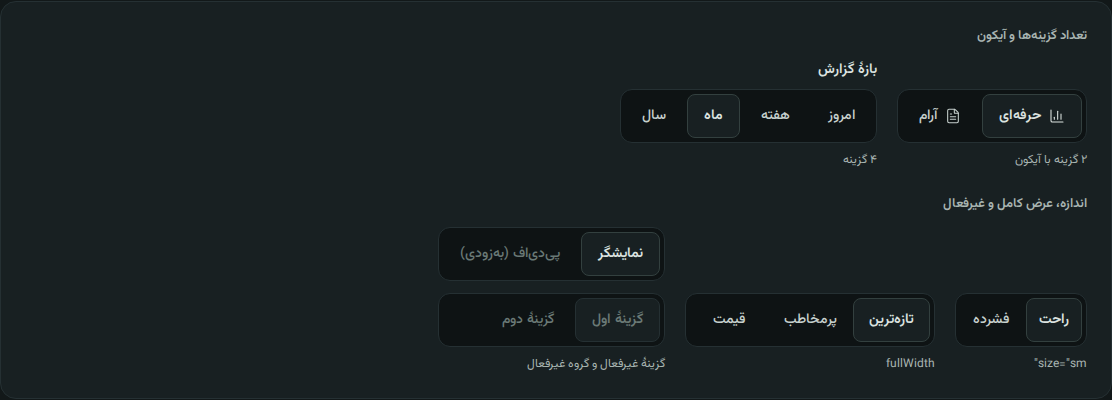 تعداد گزینه‌ها و آیکون
بازهٔ گزارش
حرفه‌ای آرام
امروز هفته ماه سال
۲ گزینه با آیکون
۴ گزینه
اندازه، عرض کامل و غیرفعال
نمایشگر پی‌دی‌اف (به‌زودی)
راحت فشرده
تازه‌ترین پرمخاطب قیمت
گزینهٔ اول گزینهٔ دوم
"size="sm
fullWidth
گزینهٔ غیرفعال و گروه غیرفعال